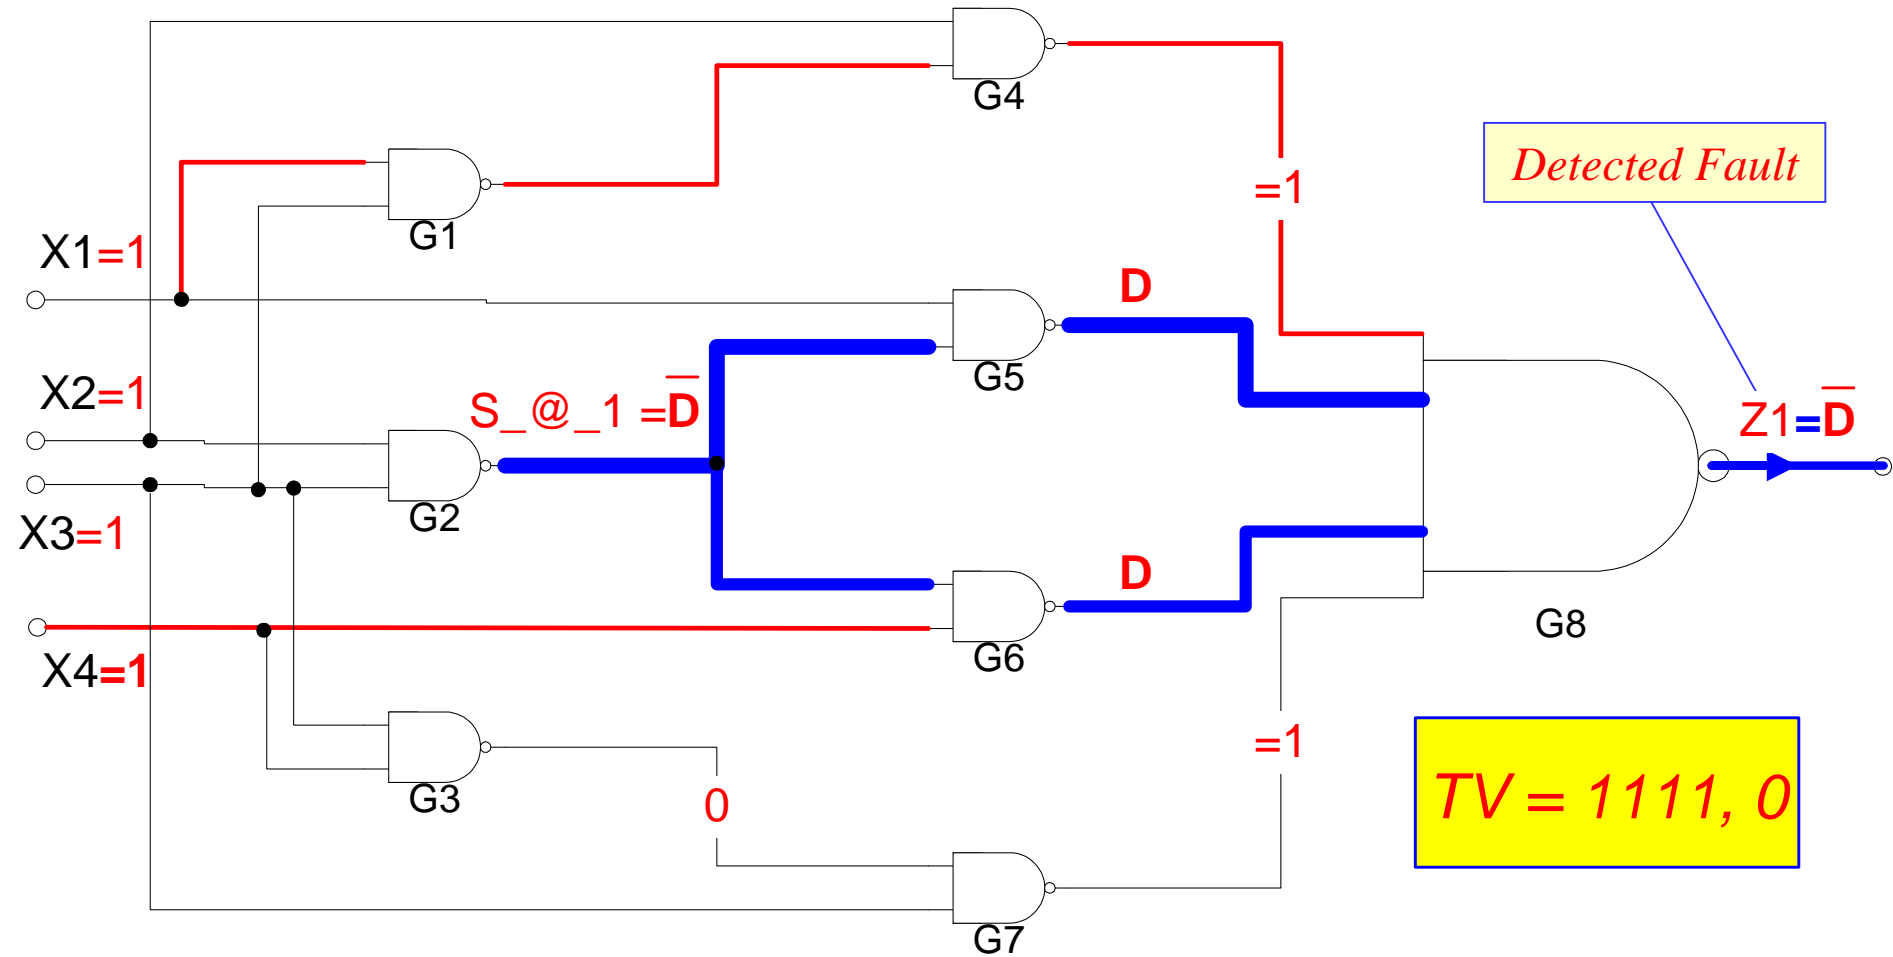 G4
Detected Fault
=1
G1
X1=1
D
G5
X2=1
S_@_1 =D̅
Z1=D̅
G2
X3=1
D
G8
G6
X4=1
=1
G3
0
TV = 1111, 0
G7